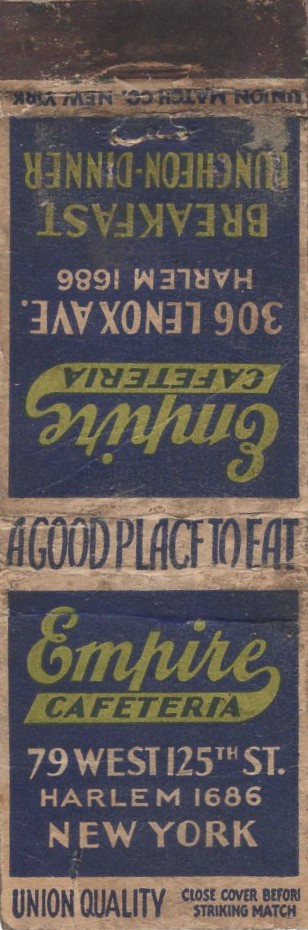 UNION MATCH CO. NEW YORK
Empire
CAFETERIA
306 LENOX AVE.
HARLEM 1686
BREAKFAST
LUNCHEON-DINNER
A GOOD PLACE TO EAT
Empire
CAFETERIA
79 WEST 125TH ST.
HARLEM 1686
NEW YORK
UNION QUALITY
CLOSE COVER BEFORE
STRIKING MATCH